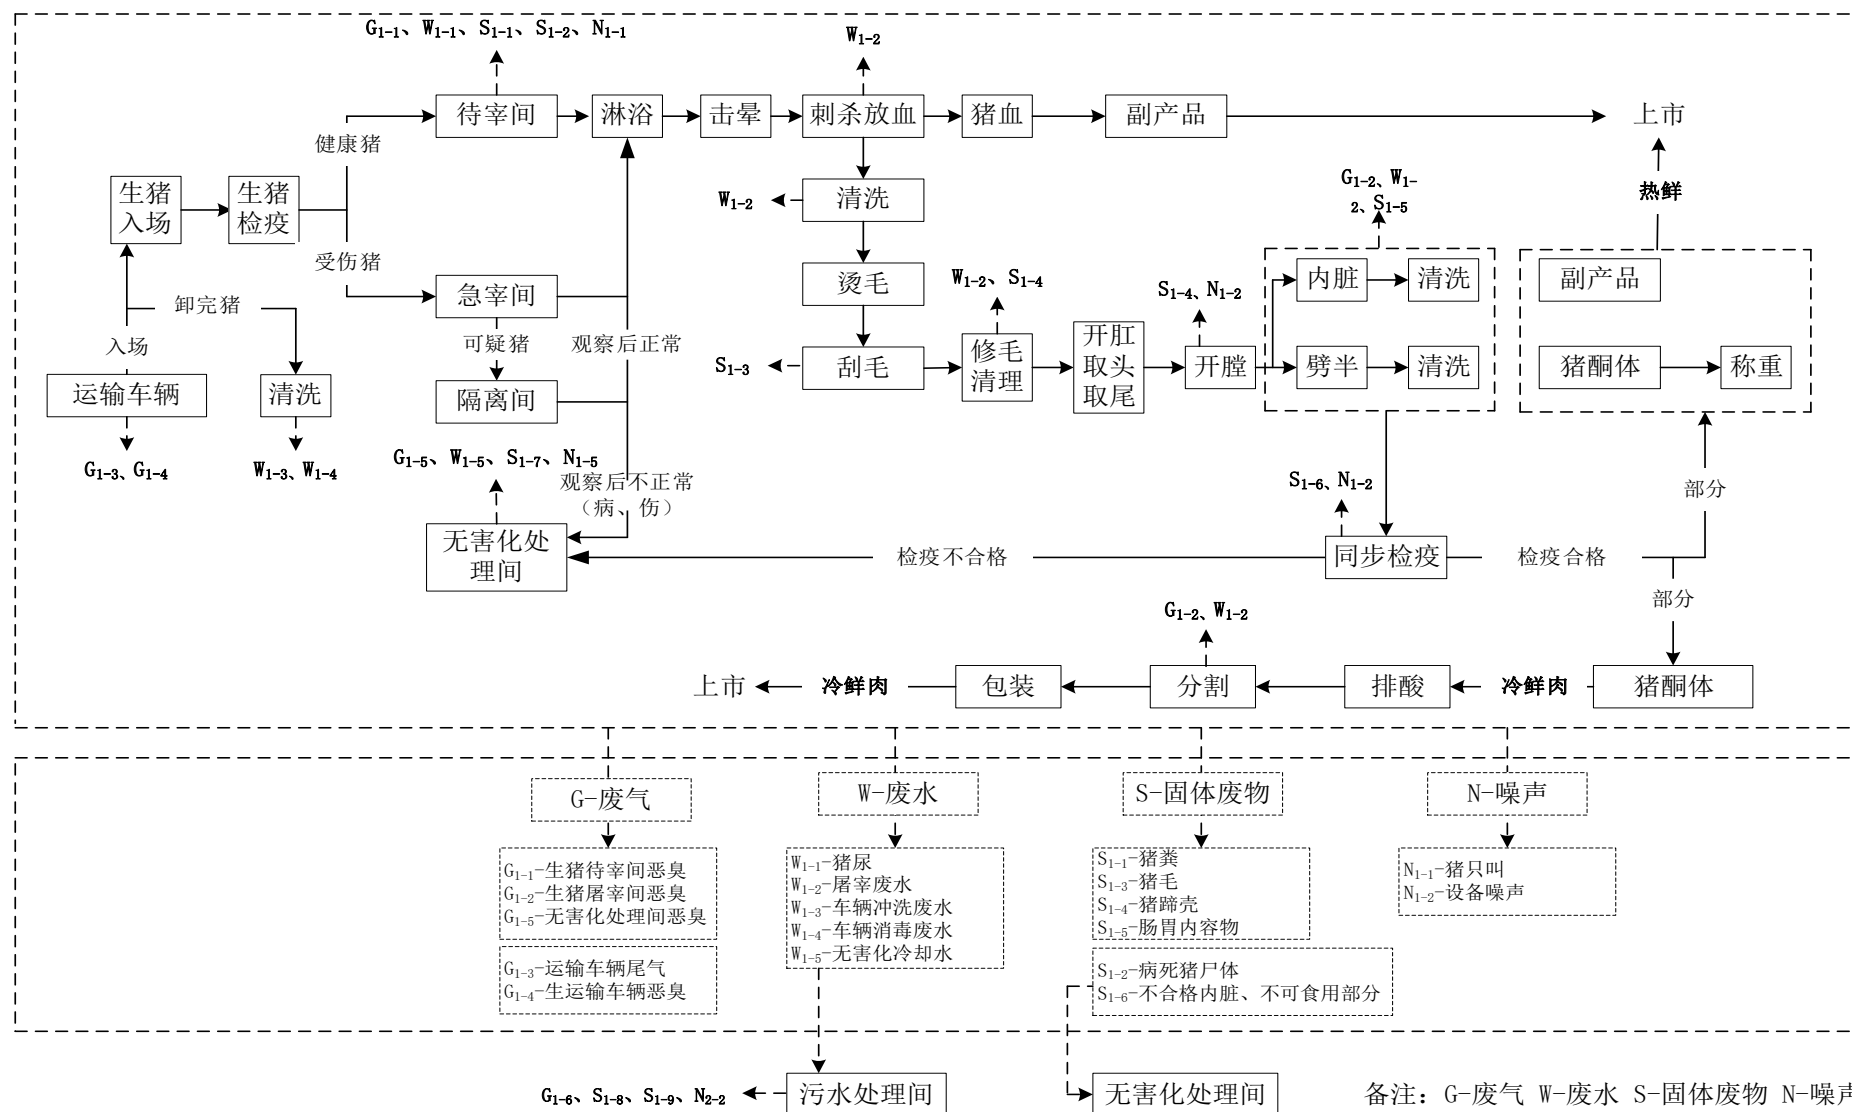 G1-1、W1-1、S1-1、S1-2、N1-1
W1-2
待宰间
淋浴
击晕
刺杀放血
猪血
副产品
上市
健康猪
生猪
入场
生猪
检疫
W1-2
清洗
G1-2、W1-
2、S1-5
热鲜
受伤猪
急宰间
烫毛
内脏
清洗
副产品
卸完猪
入场
可疑猪
观察后正常
W1-2、S1-4
S1-4、N1-2
S1-3
刮毛
修毛
清理
开肛
取头
取尾
开膛
劈半
清洗
猪酮体
称重
运输车辆
清洗
隔离间
G1-3、G1-4
W1-3、W1-4
G1-5、W1-5、S1-7、N1-5
观察后不正常
（病、伤）
S1-6、N1-2
部分
无害化处
理间
检疫不合格
同步检疫
检疫合格
部分
G1-2、W1-2
上市
冷鲜肉
包装
分割
排酸
冷鲜肉
猪酮体
G-废气
W-废水
S-固体废物
N-噪声
G1-1-生猪待宰间恶臭
G1-2-生猪屠宰间恶臭
G1-5-无害化处理间恶臭
G1-3-运输车辆尾气
G1-4-生运输车辆恶臭
W1-1-猪尿
W1-2-屠宰废水
W1-3-车辆冲洗废水
W1-4-车辆消毒废水
W1-5-无害化冷却水
S1-1-猪粪
S1-3-猪毛
S1-4-猪蹄壳
S1-5-肠胃内容物
S1-2-病死猪尸体
S1-6-不合格内脏、不可食用部分
N1-1-猪只叫
N1-2-设备噪声
G1-6、S1-8、S1-9、N2-2
污水处理间
无害化处理间
备注：G-废气 W-废水 S-固体废物 N-噪声